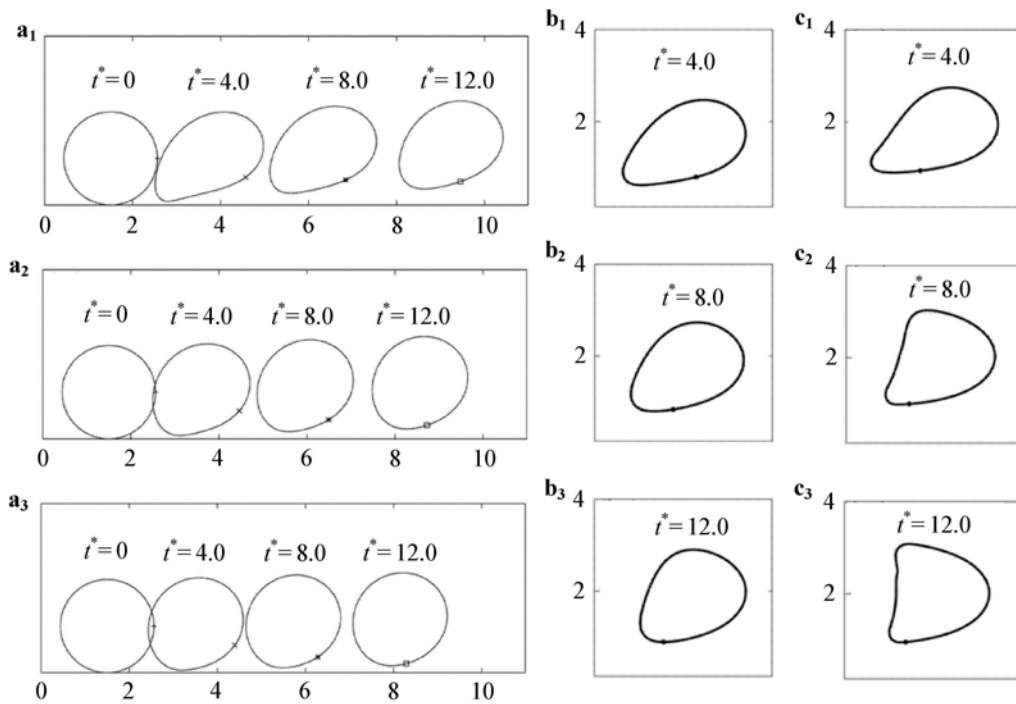 a1
t* = 0 t* = 4.0 t* = 8.0 t* = 12.0
0 2 4 6 8 10
a2
t* = 0 t* = 4.0 t* = 8.0 t* = 12.0
0 2 4 6 8 10
a3
t* = 0 t* = 4.0 t* = 8.0 t* = 12.0
0 2 4 6 8 10
b1 4
t* = 4.0
2
b2 4
t* = 8.0
2
b3 4
t* = 12.0
2
c1 4
t* = 4.0
2
c2 4
t* = 8.0
2
c3 4
t* = 12.0
2